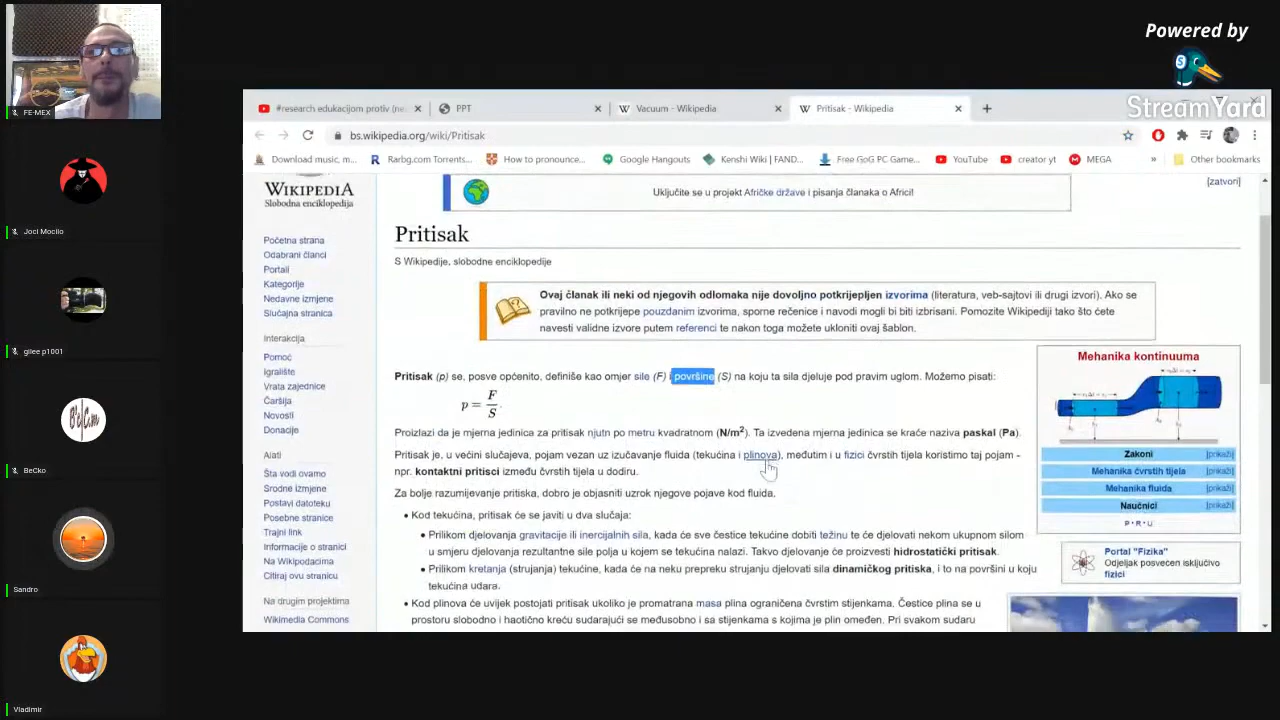 Powered by
StreamYard
FE-MEX
Joci Mocilo
gilee p1001
BeCko
BeČko
Sandro
Vladimir
#research edukacijom protiv (ne
PPT
Vacuum - Wikipedia
Pritisak - Wikipedia
bs.wikipedia.org/wiki/Pritisak
Download music, m...
Rarbg.com Torrents...
How to pronounce...
Google Hangouts
Kenshi Wiki | FAND...
Free GoG PC Game...
YouTube
creator yt
MEGA
»
Other bookmarks
WIKIPEDIA
Slobodna enciklopedija
Početna strana
Odabrani članci
Portali
Kategorije
Nedavne izmjene
Slučajna stranica
Interakcija
Pomoć
Igralište
Vrata zajednice
Čaršija
Novosti
Donacije
Alati
Šta vodi ovamo
Srodne izmjene
Postavi datoteku
Posebne stranice
Trajni link
Informacije o stranici
Na Wikipodacima
Citiraj ovu stranicu
Na drugim projektima
Wikimedia Commons
Uključite se u projekt Afričke države i pisanja članaka o Africi!
[zatvori]
Pritisak
S Wikipedije, slobodne enciklopedije
Ovaj članak ili neki od njegovih odlomaka nije dovoljno potkrijepljen izvorima (literatura, veb-sajtovi ili drugi izvori). Ako se
pravilno ne potkrijepe pouzdanim izvorima, sporne rečenice i navodi mogli bi biti izbrisani. Pomozite Wikipediji tako što ćete
navesti validne izvore putem referenci te nakon toga možete ukloniti ovaj šablon.
Pritisak (p) se, posve općenito, definiše kao omjer sile (F) i površine (S) na koju ta sila djeluje pod pravim uglom. Možemo pisati:
p = F/S
Proizlazi da je mjerna jedinica za pritisak njutn po metru kvadratnom (N/m²). Ta izvedena mjerna jedinica se kraće naziva paskal (Pa).
Pritisak je, u većini slučajeva, pojam vezan uz izučavanje fluida (tekućina i plinova), međutim i u fizici čvrstih tijela koristimo taj pojam -
npr. kontaktni pritisci između čvrstih tijela u dodiru.
Za bolje razumijevanje pritiska, dobro je objasniti uzrok njegove pojave kod fluida.
• Kod tekućina, pritisak će se javiti u dva slučaja:
• Prilikom djelovanja gravitacije ili inercijalnih sila, kada će sve čestice tekućine dobiti težinu te će djelovati nekom ukupnom silom
u smjeru djelovanja rezultantne sile polja u kojem se tekućina nalazi. Takvo djelovanje će proizvesti hidrostatički pritisak.
• Prilikom kretanja (strujanja) tekućine, kada će na neku prepreku strujanju djelovati sila dinamičkog pritiska, i to na površini u koju
tekućina udara.
• Kod plinova će uvijek postojati pritisak ukoliko je promatrana masa plina ograničena čvrstim stijenkama. Čestice plina se u
prostoru slobodno i haotično kreću sudarajući se međusobno i sa stijenkama s kojima je plin omeđen. Pri svakom sudaru
Mehanika kontinuuma
Zakoni [prikaži]
Mehanika čvrstih tijela [prikaži]
Mehanika fluida [prikaži]
Naučnici [prikaži]
P · R · U
Portal "Fizika"
Odjeljak posvećen isključivo
fizici